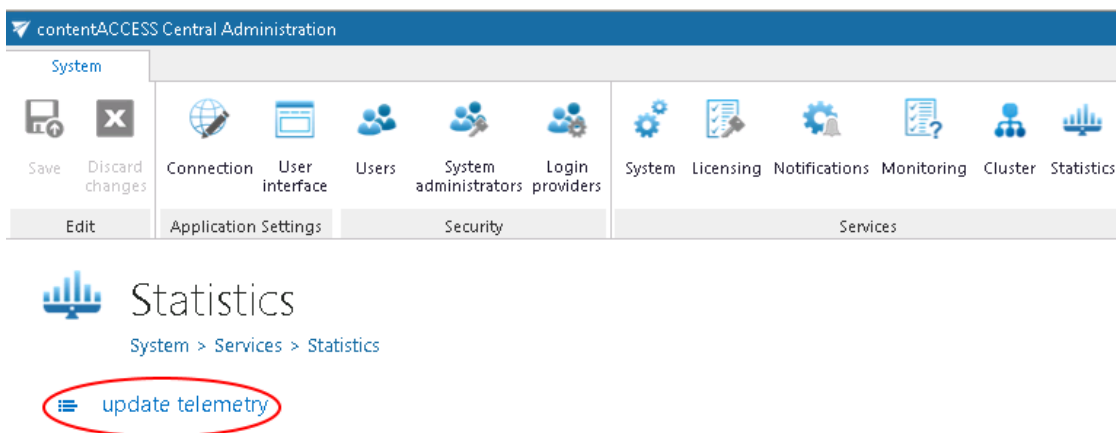 contentACCESS Central Administration
System
Save
Discard
changes
Connection
User
interface
Users
System
administrators
Login
providers
System
Licensing
Notifications
Monitoring
Cluster
Statistics
Edit
Application Settings
Security
Services
Statistics
System > Services > Statistics
update telemetry